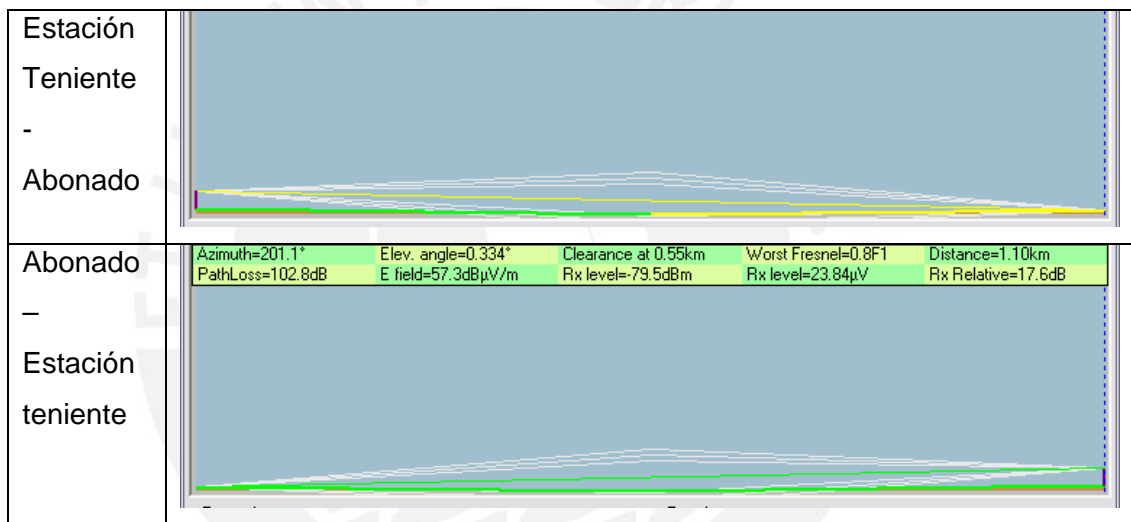 Estación
Teniente
-
Abonado
Abonado
–
Estación
teniente
Azimuth=201.1° Elev. angle=0.334° Clearance at 0.55km Worst Fresnel=0.8F1 Distance=1.10km
PathLoss=102.8dB E field=57.3dBµV/m Rx level=-79.5dBm Rx level=23.84µV Rx Relative=17.6dB